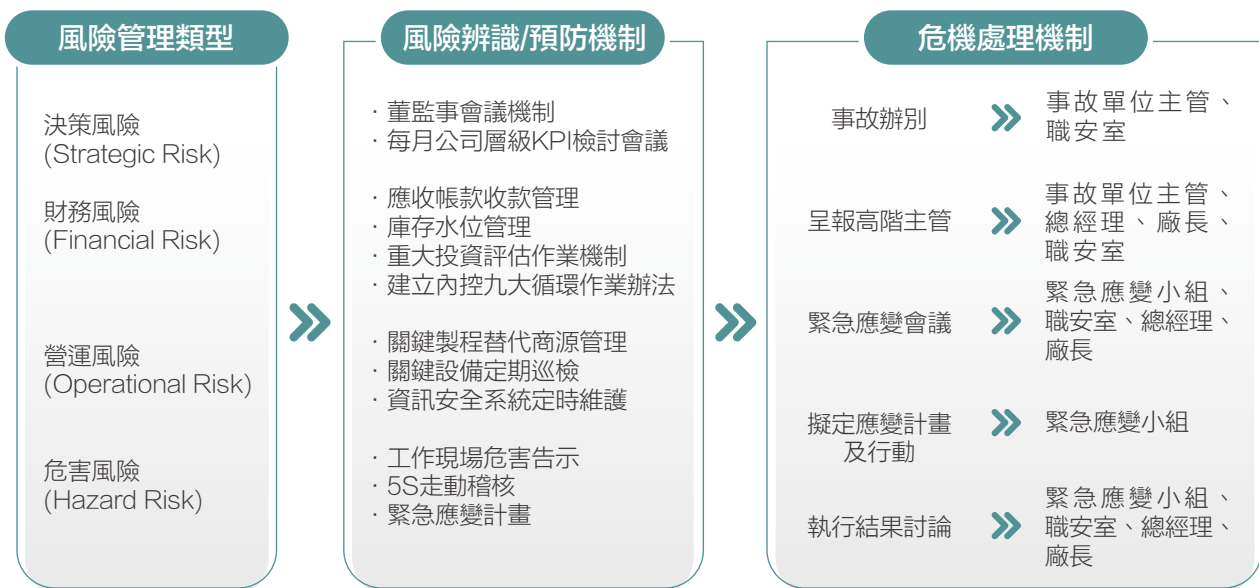 風險管理類型
決策風險
(Strategic Risk)
財務風險
(Financial Risk)
營運風險
(Operational Risk)
危害風險
(Hazard Risk)
風險辨識/預防機制
·董監事會議機制
·每月公司層級KPI檢討會議
·應收帳款收款管理
·庫存水位管理
·重大投資評估作業機制
·建立內控九大循環作業辦法
·關鍵製程替代商源管理
·關鍵設備定期巡檢
·資訊安全系統定時維護
·工作現場危害告示
·5S走動稽核
·緊急應變計畫
危機處理機制
事故辦別
事故單位主管、
職安室
呈報高階主管
事故單位主管、
總經理、廠長、
職安室
緊急應變會議
緊急應變小組、
職安室、總經理、
廠長
擬定應變計畫
及行動
緊急應變小組
執行結果討論
緊急應變小組、
職安室、總經理、
廠長